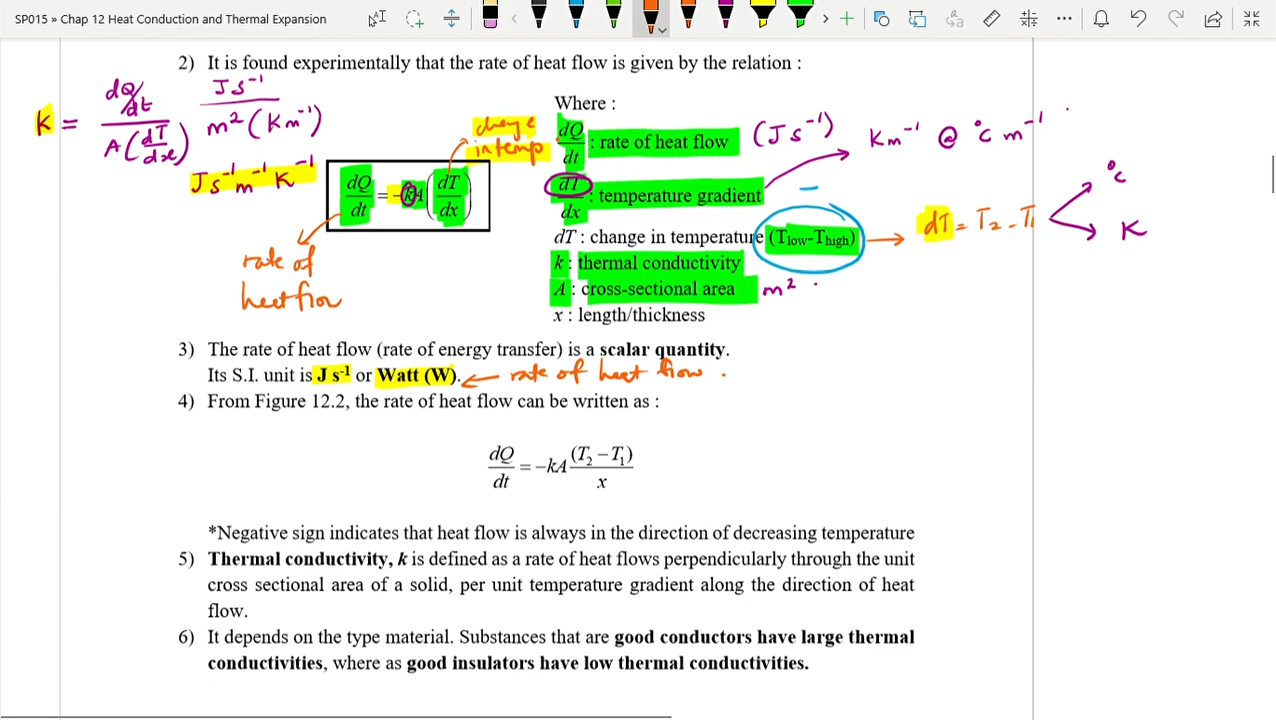 SP015 » Chap 12 Heat Conduction and Thermal Expansion
2) It is found experimentally that the rate of heat flow is given by the relation :
k = dQ/dt / A(dT/dx)
Js⁻¹ / m² (Km⁻¹)
Js⁻¹m⁻¹K⁻¹
change
in temp
dQ/dt = -kA(dT/dx)
rate of
heat flow
Where :
dQ/dt : rate of heat flow (Js⁻¹)
Km⁻¹ @ °c m⁻¹
dT/dx : temperature gradient
−
dT : change in temperature (Tlow-Thigh) → dT = T₂ - T₁
°c
K
k : thermal conductivity
A : cross-sectional area m²
x : length/thickness
3) The rate of heat flow (rate of energy transfer) is a scalar quantity.
Its S.I. unit is J s⁻¹ or Watt (W). ← rate of heat flow .
4) From Figure 12.2, the rate of heat flow can be written as :
dQ/dt = -kA (T₂ - T₁)/x
*Negative sign indicates that heat flow is always in the direction of decreasing temperature
5) Thermal conductivity, k is defined as a rate of heat flows perpendicularly through the unit
cross sectional area of a solid, per unit temperature gradient along the direction of heat
flow.
6) It depends on the type material. Substances that are good conductors have large thermal
conductivities, where as good insulators have low thermal conductivities.